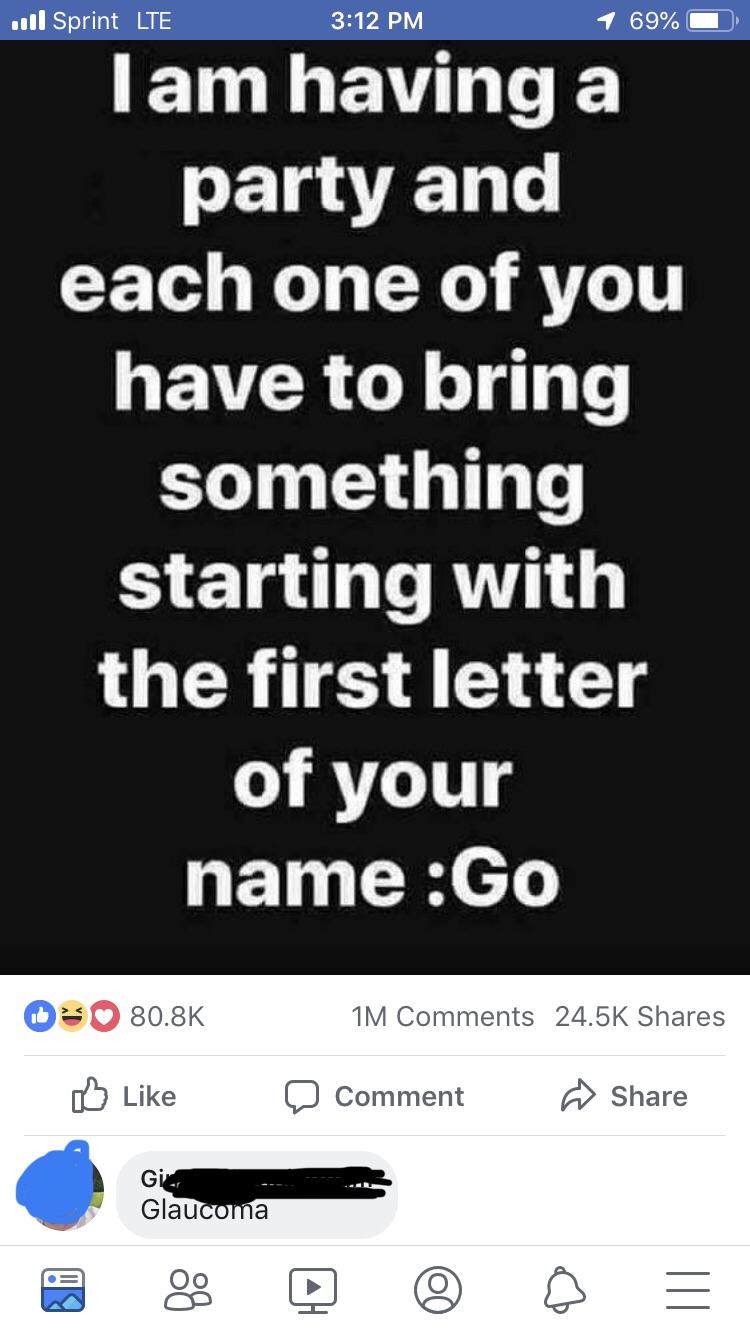 Sprint LTE 3:12 PM 69%
I am having a
party and
each one of you
have to bring
something
starting with
the first letter
of your
name :Go
80.8K 1M Comments 24.5K Shares
Like Comment Share
Glaucoma